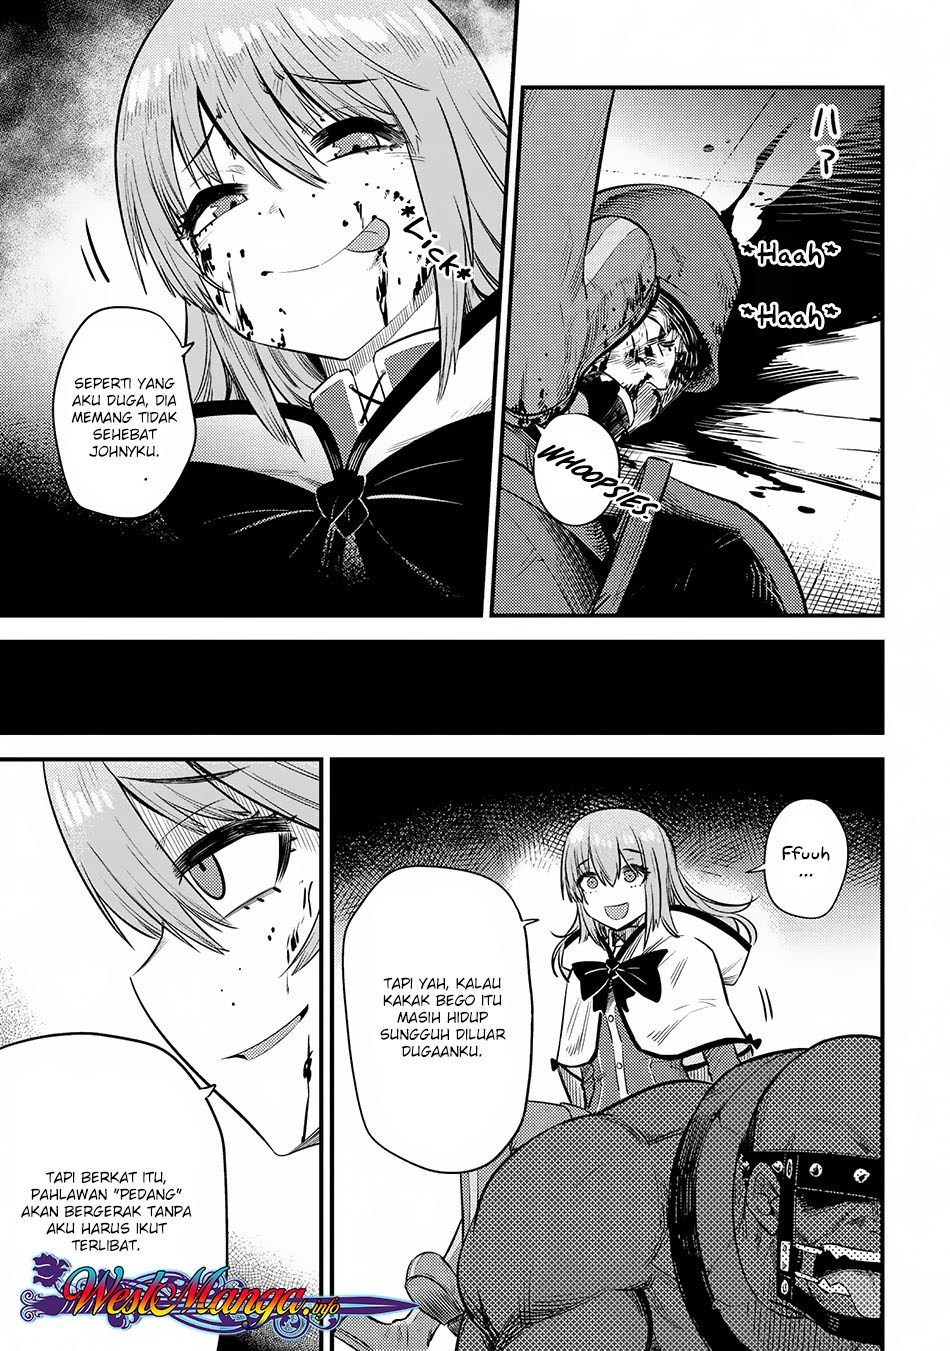 ハ
ァ
*Haah*
*Haah*
WHOOPSIES.
*Lick*
SEPERTI YANG
AKU DUGA, DIA
MEMANG TIDAK
SEHEBAT
JOHNYKU.
Ffuuh
...
TAPI YAH, KALAU
KAKAK BEGO ITU
MASIH HIDUP
SUNGGUH DILUAR
DUGAANKU.
TAPI BERKAT ITU,
PAHLAWAN "PEDANG"
AKAN BERGERAK TANPA
AKU HARUS IKUT
TERLIBAT.
WestManga.info